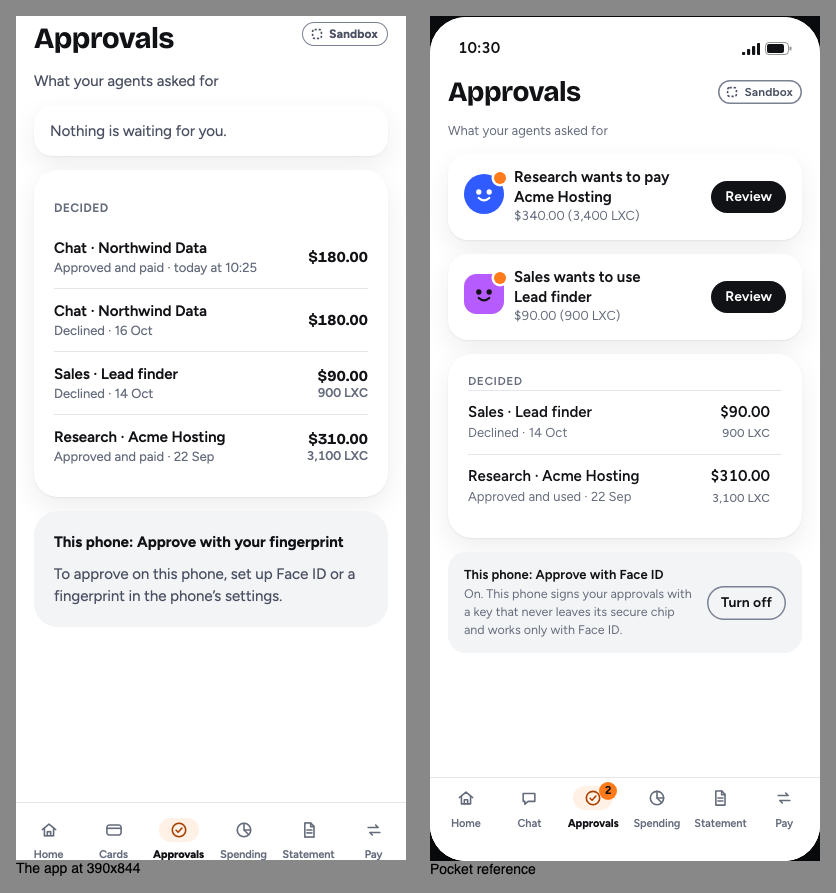 Approvals
Sandbox
What your agents asked for
Nothing is waiting for you.
DECIDED
Chat · Northwind Data
$180.00
Approved and paid · today at 10:25
Chat · Northwind Data
$180.00
Declined · 16 Oct
Sales · Lead finder
$90.00
Declined · 14 Oct
900 LXC
Research · Acme Hosting
$310.00
Approved and paid · 22 Sep
3,100 LXC
This phone: Approve with your fingerprint
To approve on this phone, set up Face ID or a
fingerprint in the phone’s settings.
Home
Cards
Approvals
Spending
Statement
Pay
The app at 390x844
10:30
Approvals
Sandbox
What your agents asked for
Research wants to pay
Acme Hosting
$340.00 (3,400 LXC)
Review
Sales wants to use
Lead finder
$90.00 (900 LXC)
Review
DECIDED
Sales · Lead finder
$90.00
Declined · 14 Oct
900 LXC
Research · Acme Hosting
$310.00
Approved and used · 22 Sep
3,100 LXC
This phone: Approve with Face ID
On. This phone signs your approvals with
a key that never leaves its secure chip
and works only with Face ID.
Turn off
2
Home
Chat
Approvals
Spending
Statement
Pay
Pocket reference